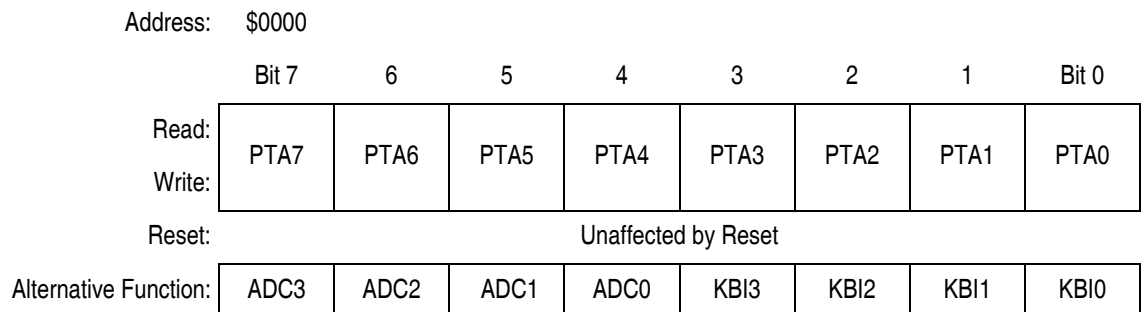 Address: $0000
Bit 7 6 5 4 3 2 1 Bit 0
Read:
PTA7 PTA6 PTA5 PTA4 PTA3 PTA2 PTA1 PTA0
Write:
Reset: Unaffected by Reset
Alternative Function: ADC3 ADC2 ADC1 ADC0 KBI3 KBI2 KBI1 KBI0